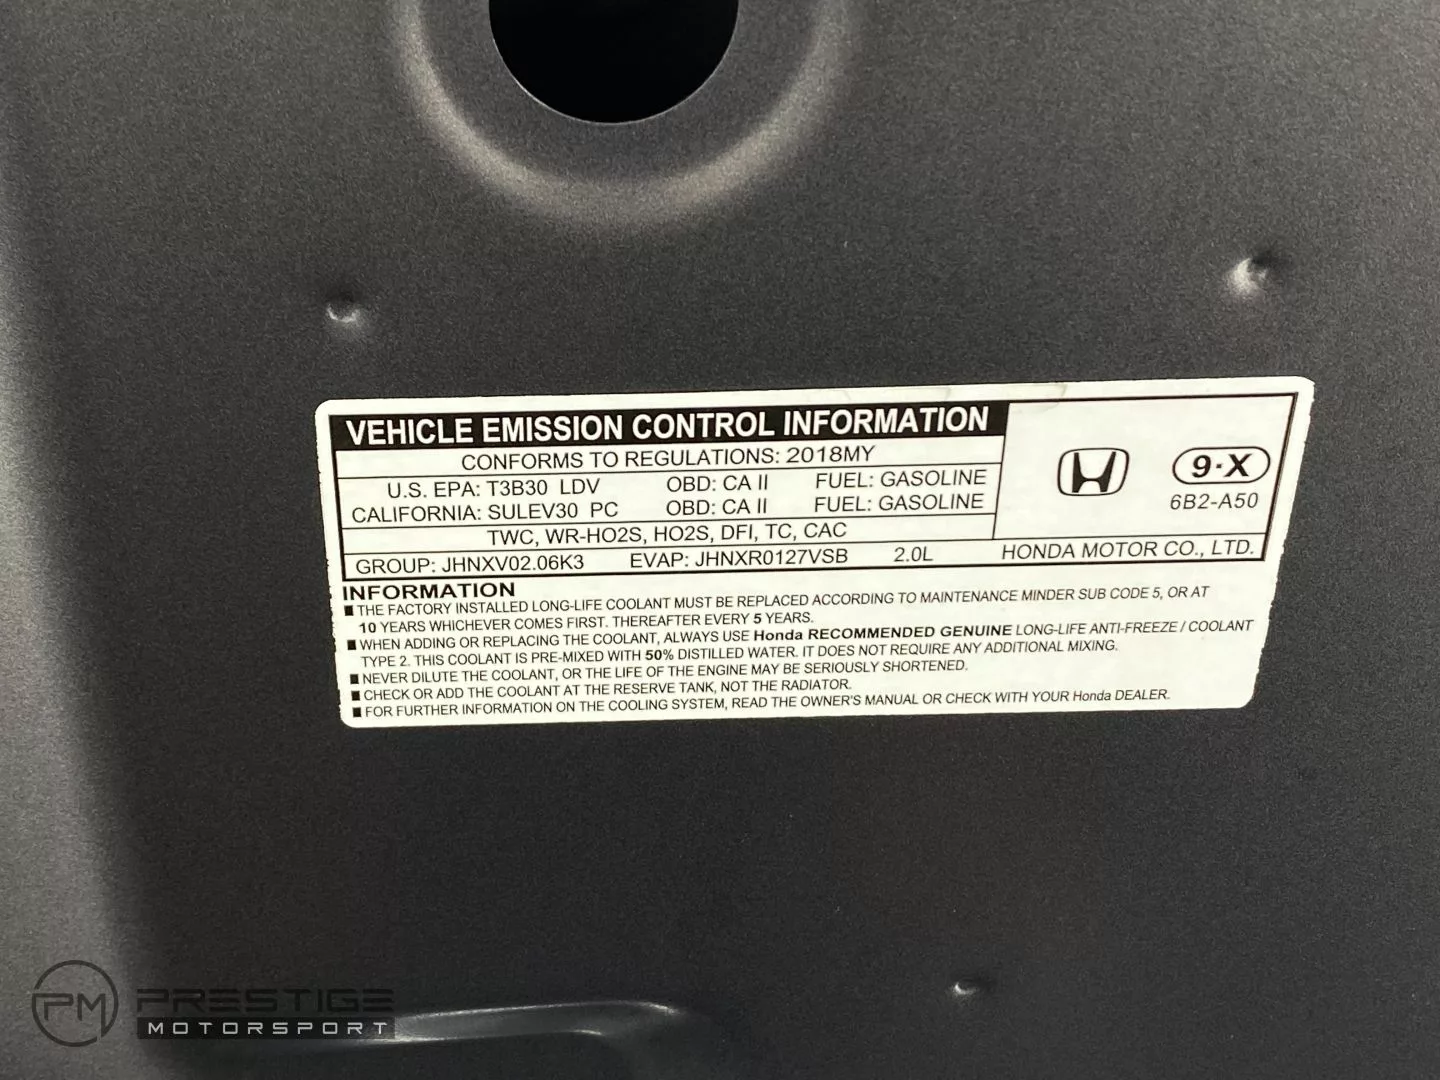 VEHICLE EMISSION CONTROL INFORMATION
CONFORMS TO REGULATIONS: 2018MY
U.S. EPA: T3B30 LDV OBD: CA II FUEL: GASOLINE
CALIFORNIA: SULEV30 PC OBD: CA II FUEL: GASOLINE
TWC, WR-HO2S, HO2S, DFI, TC, CAC
9·X
6B2-A50
GROUP: JHNXV02.06K3 EVAP: JHNXR0127VSB 2.0L HONDA MOTOR CO., LTD.
INFORMATION
■ THE FACTORY INSTALLED LONG-LIFE COOLANT MUST BE REPLACED ACCORDING TO MAINTENANCE MINDER SUB CODE 5, OR AT
10 YEARS WHICHEVER COMES FIRST. THEREAFTER EVERY 5 YEARS.
■ WHEN ADDING OR REPLACING THE COOLANT, ALWAYS USE Honda RECOMMENDED GENUINE LONG-LIFE ANTI-FREEZE / COOLANT
TYPE 2. THIS COOLANT IS PRE-MIXED WITH 50% DISTILLED WATER. IT DOES NOT REQUIRE ANY ADDITIONAL MIXING.
■ NEVER DILUTE THE COOLANT, OR THE LIFE OF THE ENGINE MAY BE SERIOUSLY SHORTENED.
■ CHECK OR ADD THE COOLANT AT THE RESERVE TANK, NOT THE RADIATOR.
■ FOR FURTHER INFORMATION ON THE COOLING SYSTEM, READ THE OWNER'S MANUAL OR CHECK WITH YOUR Honda DEALER.
PM PRESTIGE
MOTORSPORT